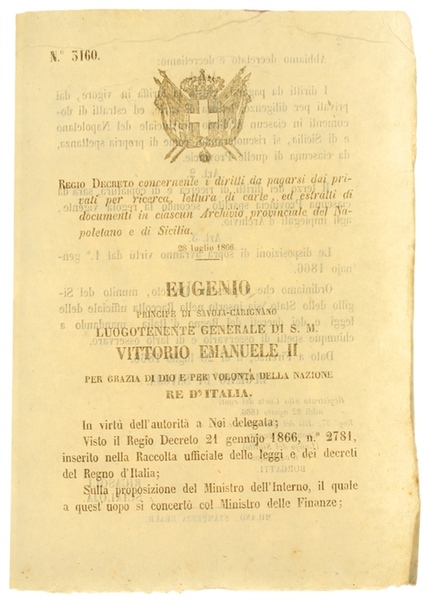 N.° 3160.
REGIO DECRETO concernente i diritti da pagarsi dai pri-
vati per ricerca, lettura di carte, ed estratti di
documenti in ciascun Archivio provinciale del Na-
poletano e di Sicilia.
28 luglio 1866.
EUGENIO
PRINCIPE DI SAVOIA-CARIGNANO
LUOGOTENENTE GENERALE DI S. M.
VITTORIO EMANUELE II
PER GRAZIA DI DIO E PER VOLONTÀ DELLA NAZIONE
RE D'ITALIA.
In virtù dell'autorità a Noi delegata;
Visto il Regio Decreto 21 gennajo 1866, n.° 2781,
inserito nella Raccolta ufficiale delle leggi e dei decreti
del Regno d'Italia;
Sulla proposizione del Ministro dell'Interno, il quale
a quest'uopo si concertò col Ministro delle Finanze;